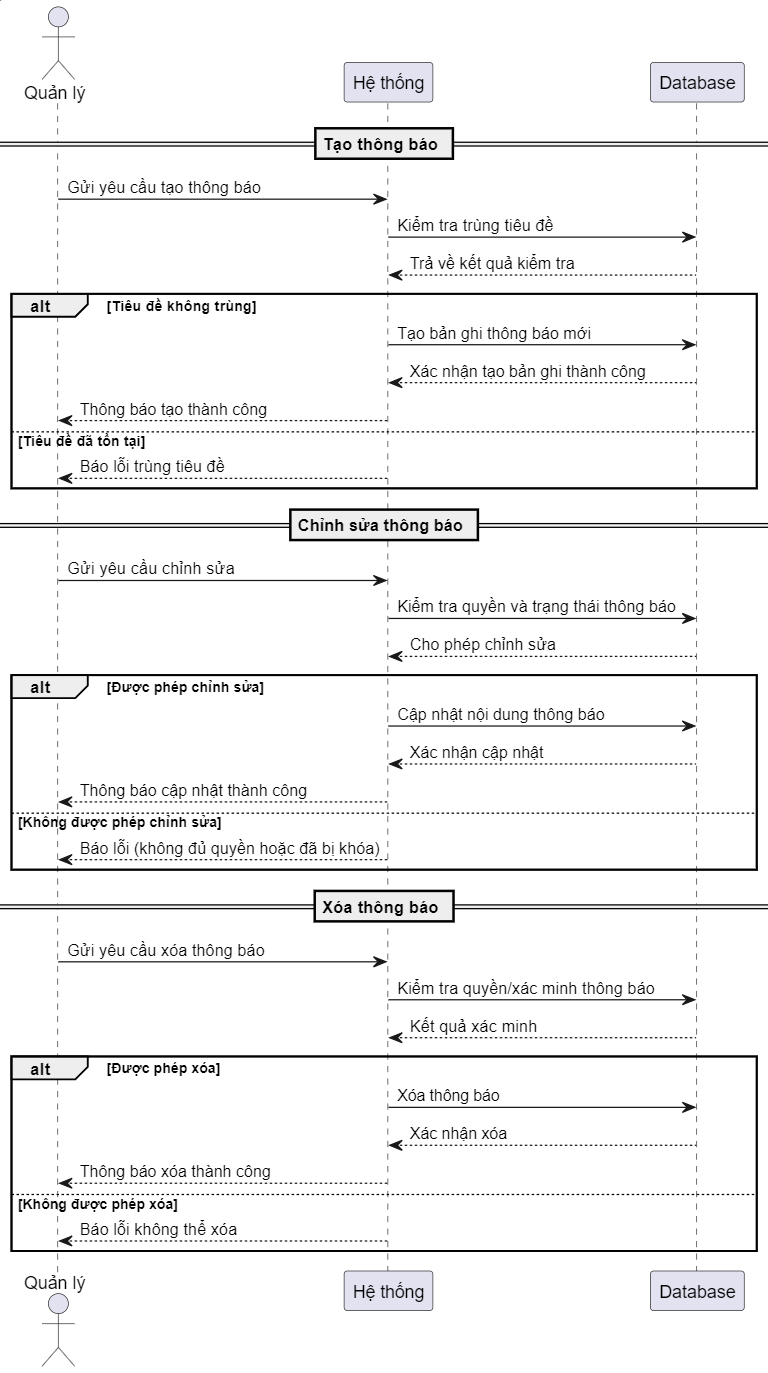 Quản lý
Hệ thống
Database
Tạo thông báo
Gửi yêu cầu tạo thông báo
Kiểm tra trùng tiêu đề
Trả về kết quả kiểm tra
alt [Tiêu đề không trùng]
Tạo bản ghi thông báo mới
Xác nhận tạo bản ghi thành công
Thông báo tạo thành công
[Tiêu đề đã tồn tại]
Báo lỗi trùng tiêu đề
Chỉnh sửa thông báo
Gửi yêu cầu chỉnh sửa
Kiểm tra quyền và trạng thái thông báo
Cho phép chỉnh sửa
alt [Được phép chỉnh sửa]
Cập nhật nội dung thông báo
Xác nhận cập nhật
Thông báo cập nhật thành công
[Không được phép chỉnh sửa]
Báo lỗi (không đủ quyền hoặc đã bị khóa)
Xóa thông báo
Gửi yêu cầu xóa thông báo
Kiểm tra quyền/xác minh thông báo
Kết quả xác minh
alt [Được phép xóa]
Xóa thông báo
Xác nhận xóa
Thông báo xóa thành công
[Không được phép xóa]
Báo lỗi không thể xóa
Quản lý
Hệ thống
Database